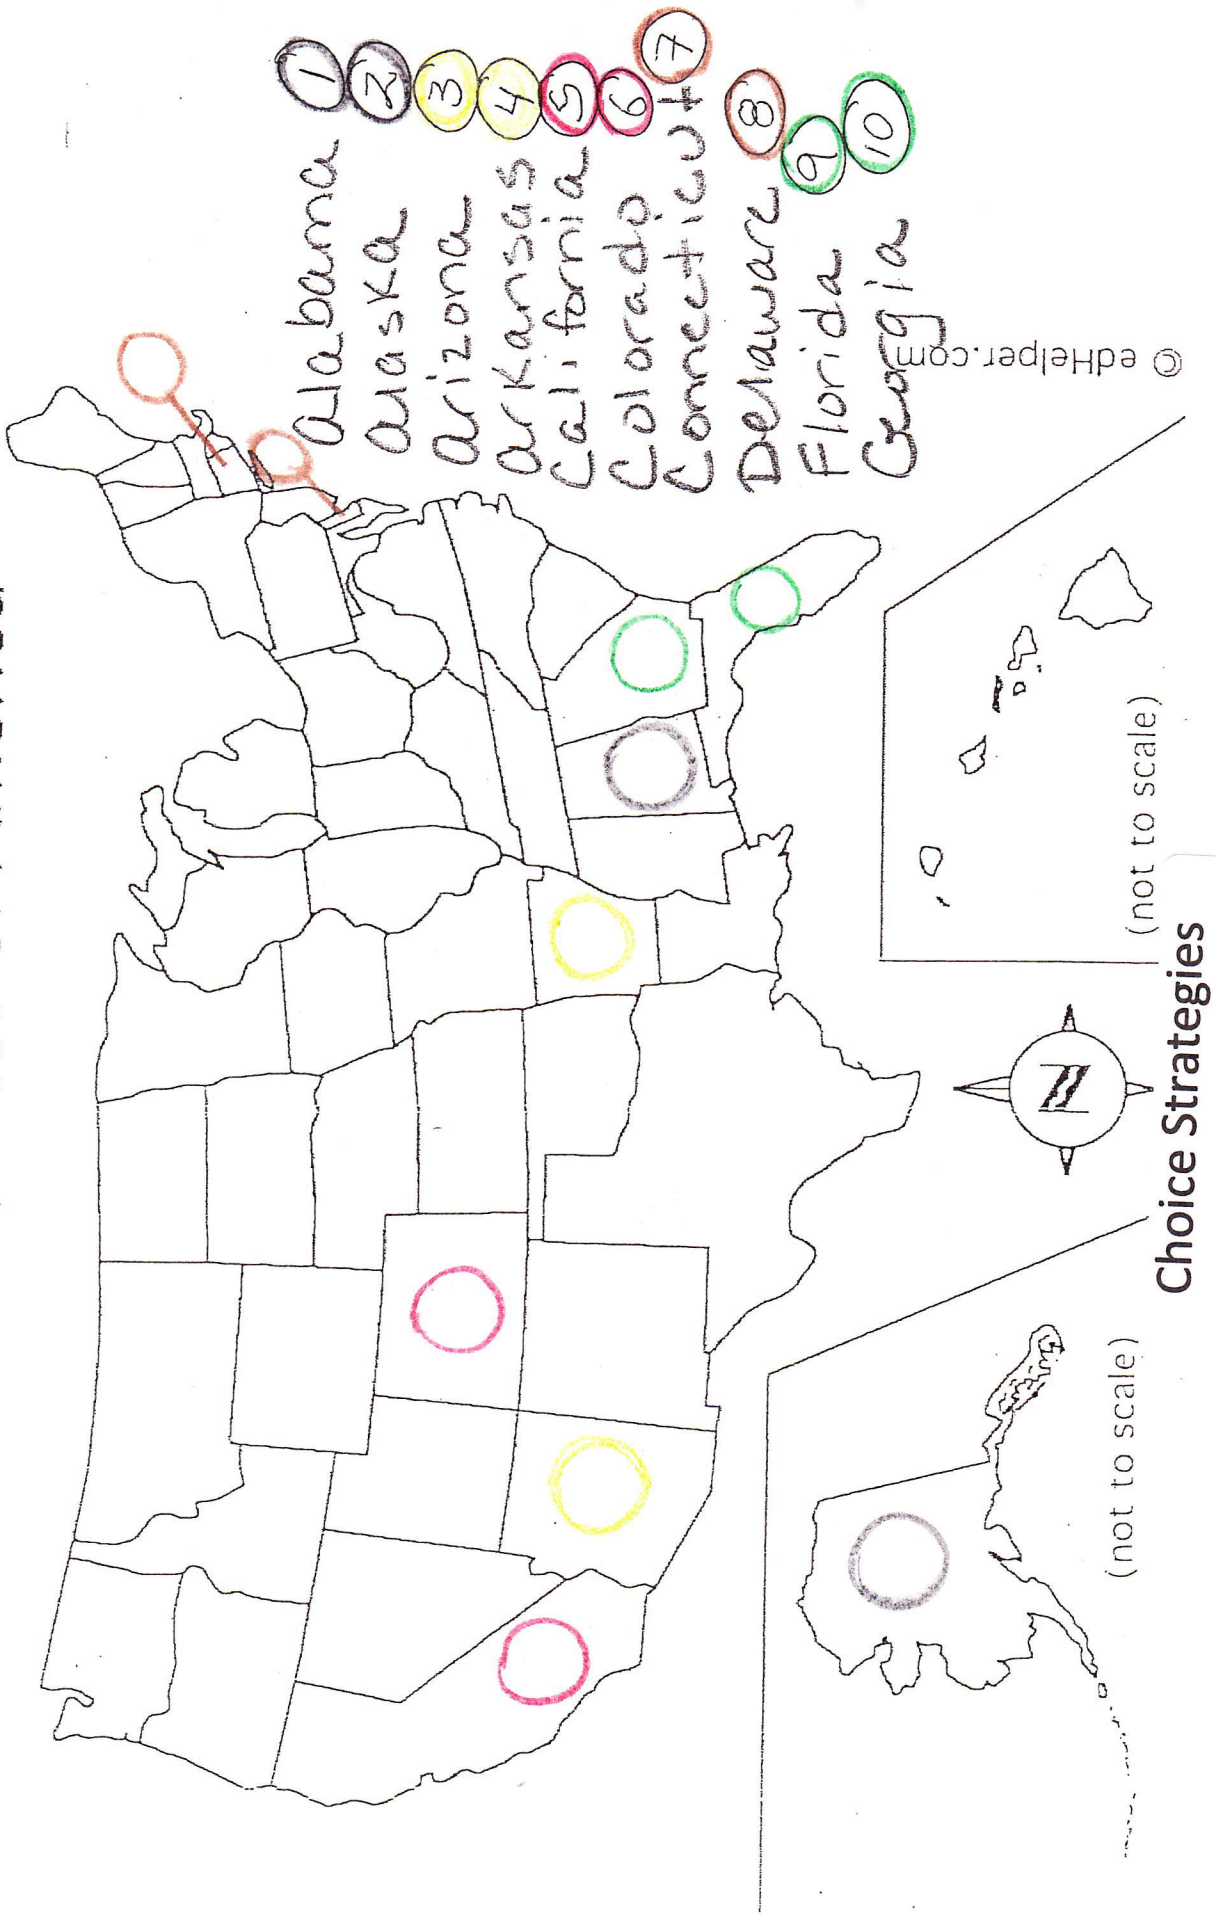 alabama 1
alaska 2
arizona 3
arkansas 4
California 5
Colorado 6
Connecticut 7
Delaware 8
Florida 9
Georgia 10
© edHelper.com
(not to scale)
(not to scale)
N
Choice Strategies